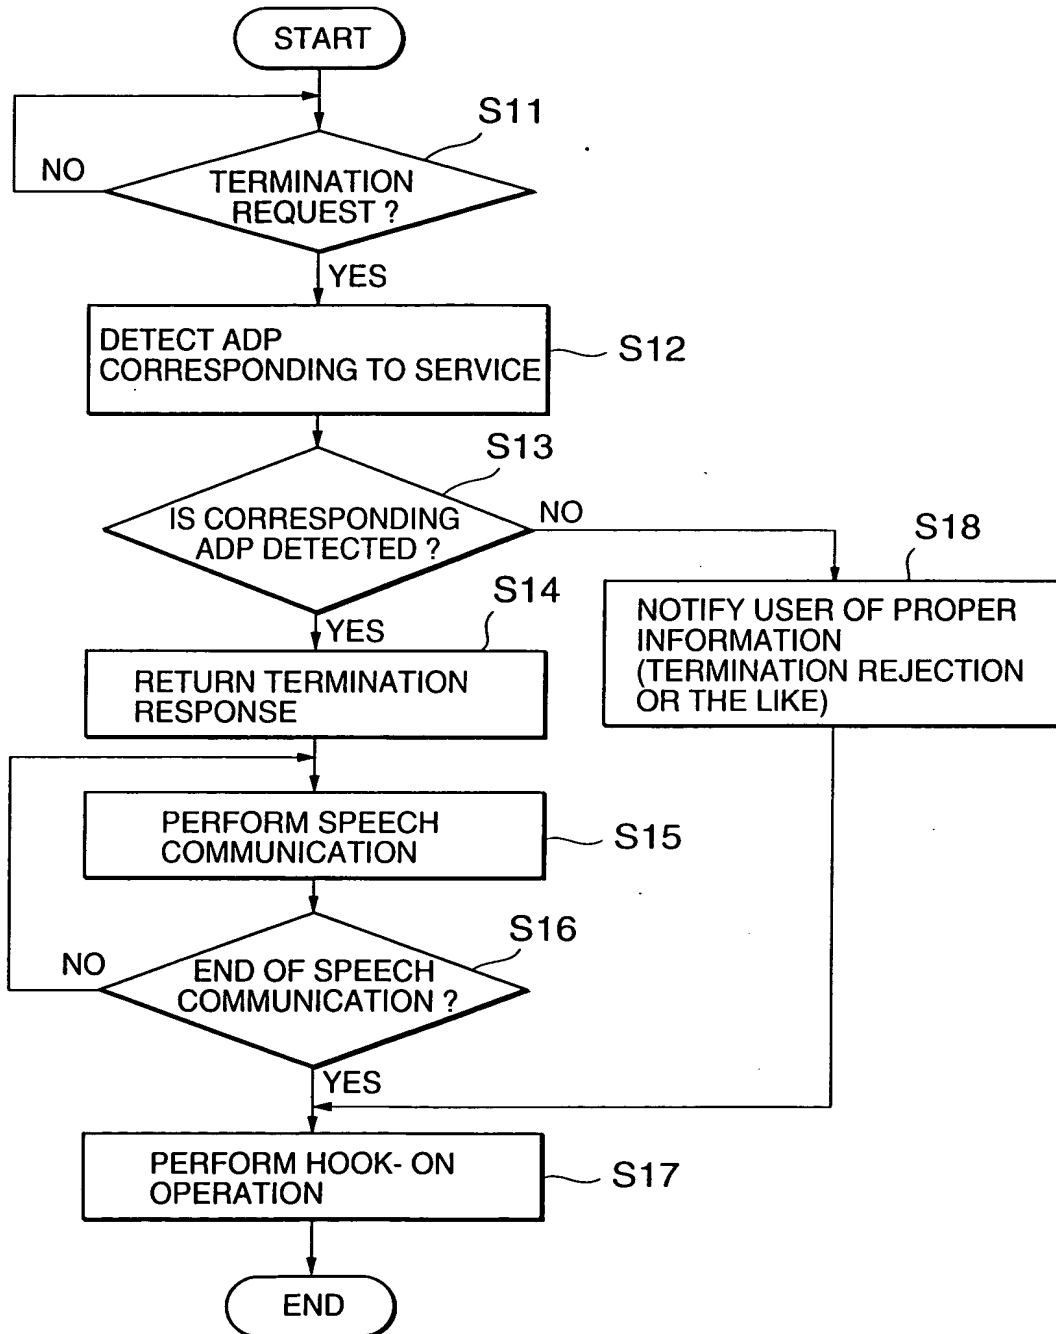 START
S11
NO
TERMINATION
REQUEST ?
YES
DETECT ADP
CORRESPONDING TO SERVICE
S12
S13
IS CORRESPONDING
ADP DETECTED ?
NO
S18
S14
YES
NOTIFY USER OF PROPER
INFORMATION
(TERMINATION REJECTION
OR THE LIKE)
RETURN TERMINATION
RESPONSE
PERFORM SPEECH
COMMUNICATION
S15
S16
NO
END OF SPEECH
COMMUNICATION ?
YES
PERFORM HOOK- ON
OPERATION
S17
END